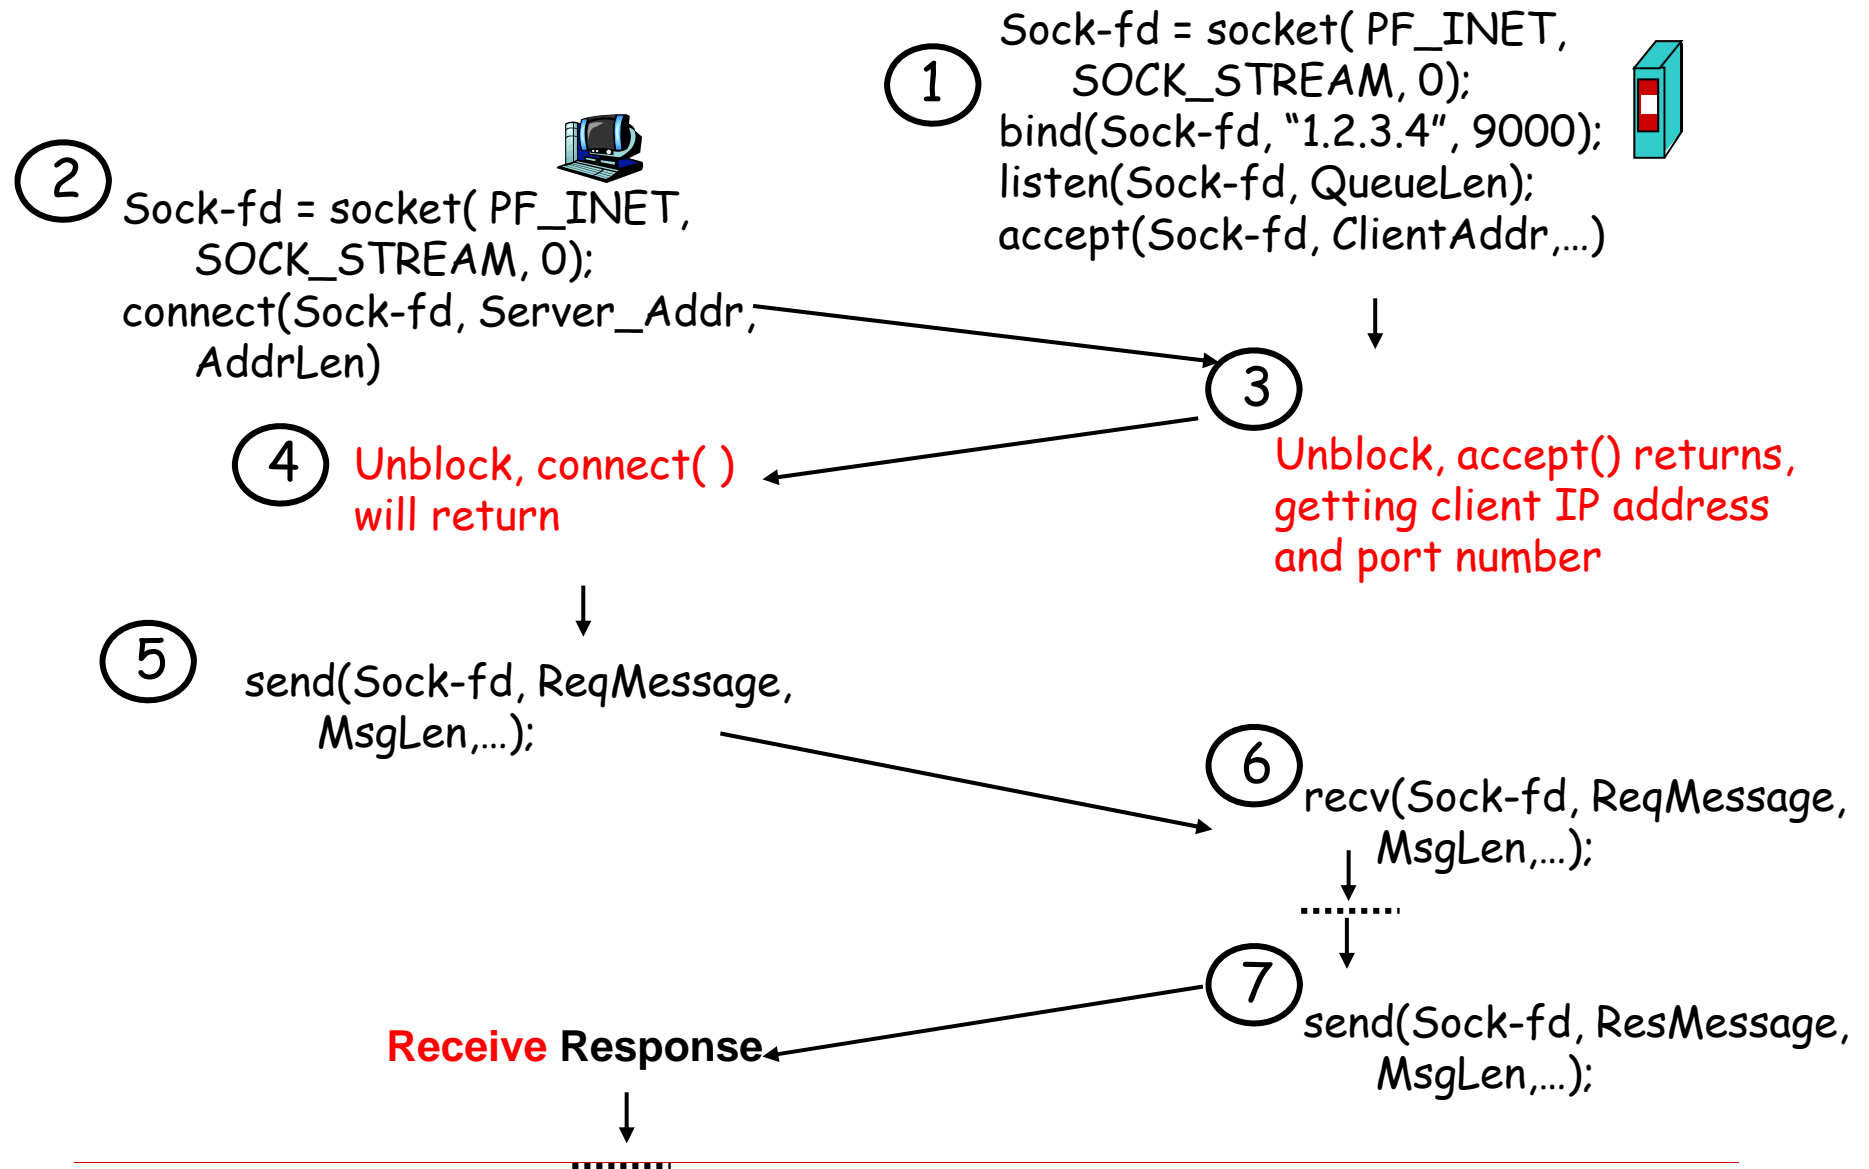 1
Sock-fd = socket( PF_INET,
SOCK_STREAM, 0);
bind(Sock-fd, “1.2.3.4”, 9000);
listen(Sock-fd, QueueLen);
accept(Sock-fd, ClientAddr,…)
2
Sock-fd = socket( PF_INET,
SOCK_STREAM, 0);
connect(Sock-fd, Server_Addr,
AddrLen)
3
Unblock, accept() returns,
getting client IP address
and port number
4
Unblock, connect( )
will return
5
send(Sock-fd, ReqMessage,
MsgLen,…);
6
recv(Sock-fd, ReqMessage,
MsgLen,…);
7
send(Sock-fd, ResMessage,
MsgLen,…);
Receive Response